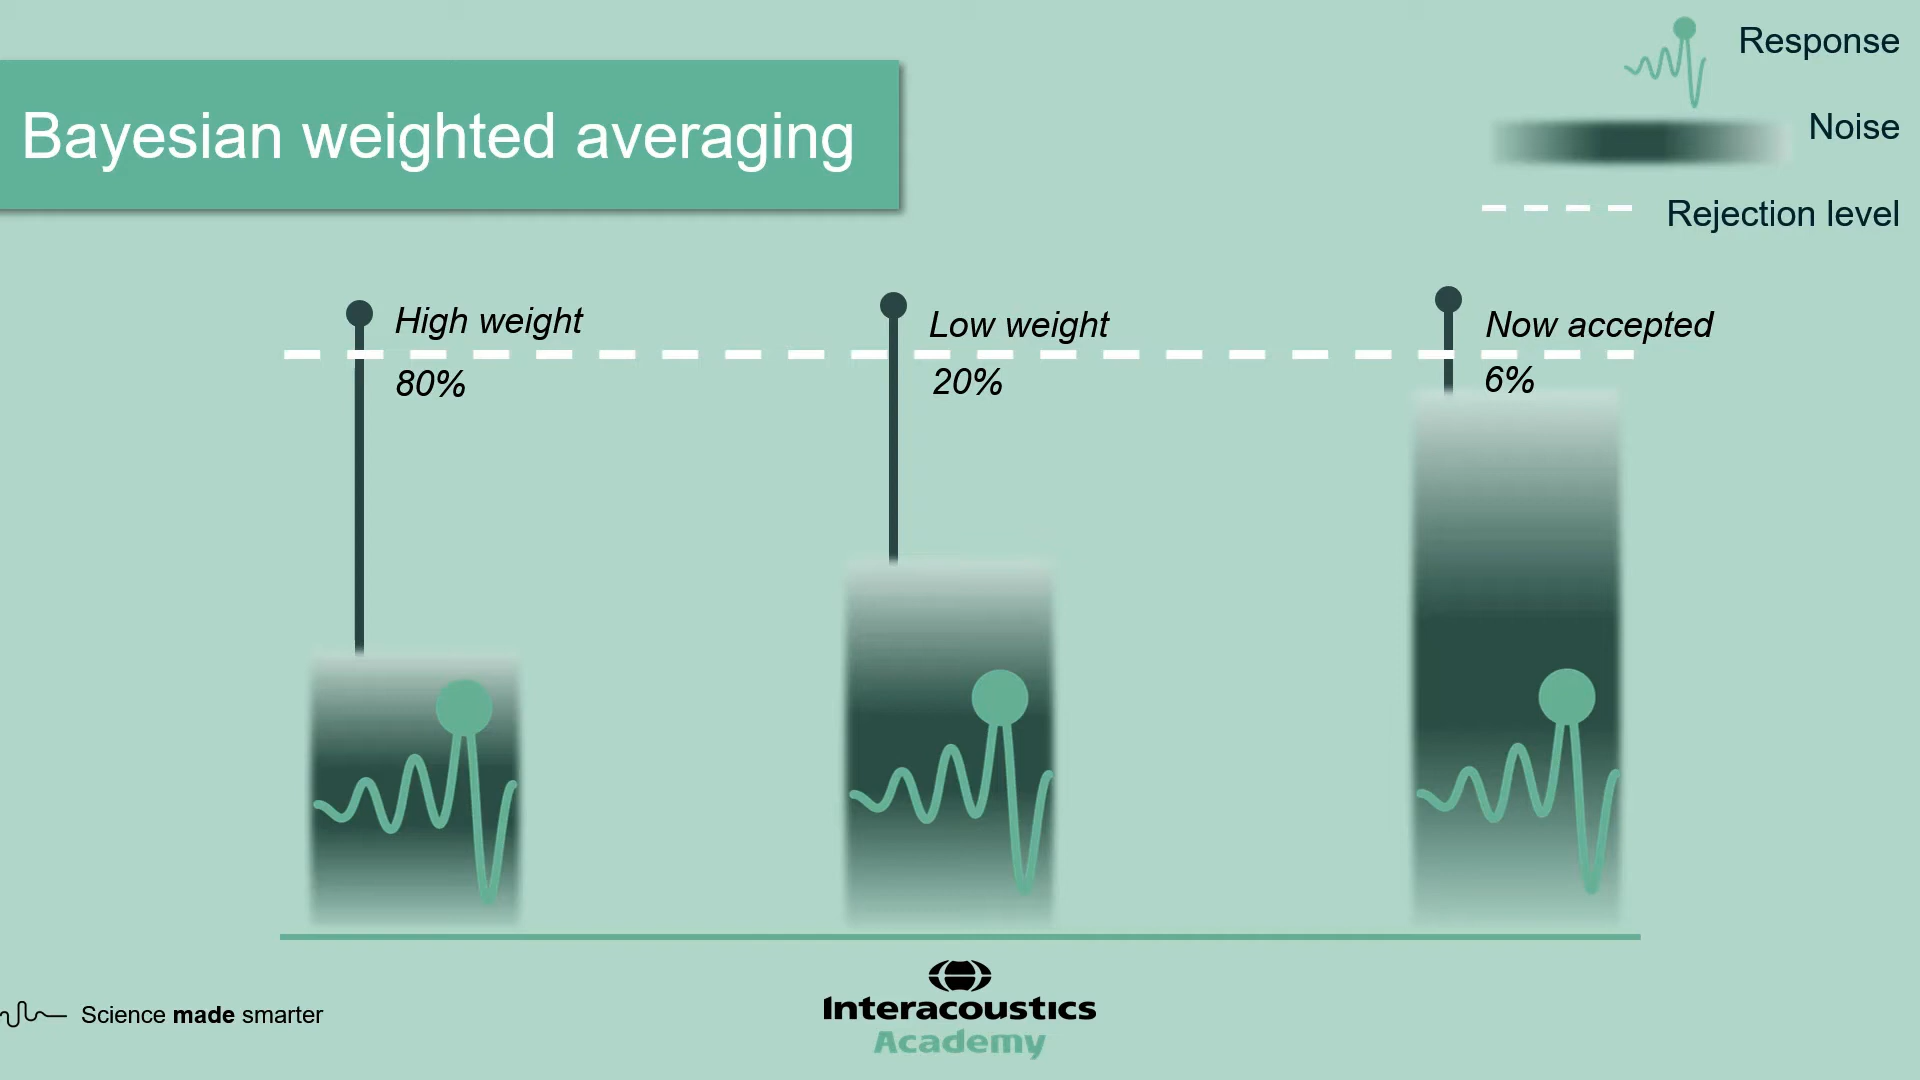 Response
Bayesian weighted averaging
Noise
Rejection level
High weight
80%
Low weight
20%
Now accepted
6%
Science made smarter
Interacoustics
Academy